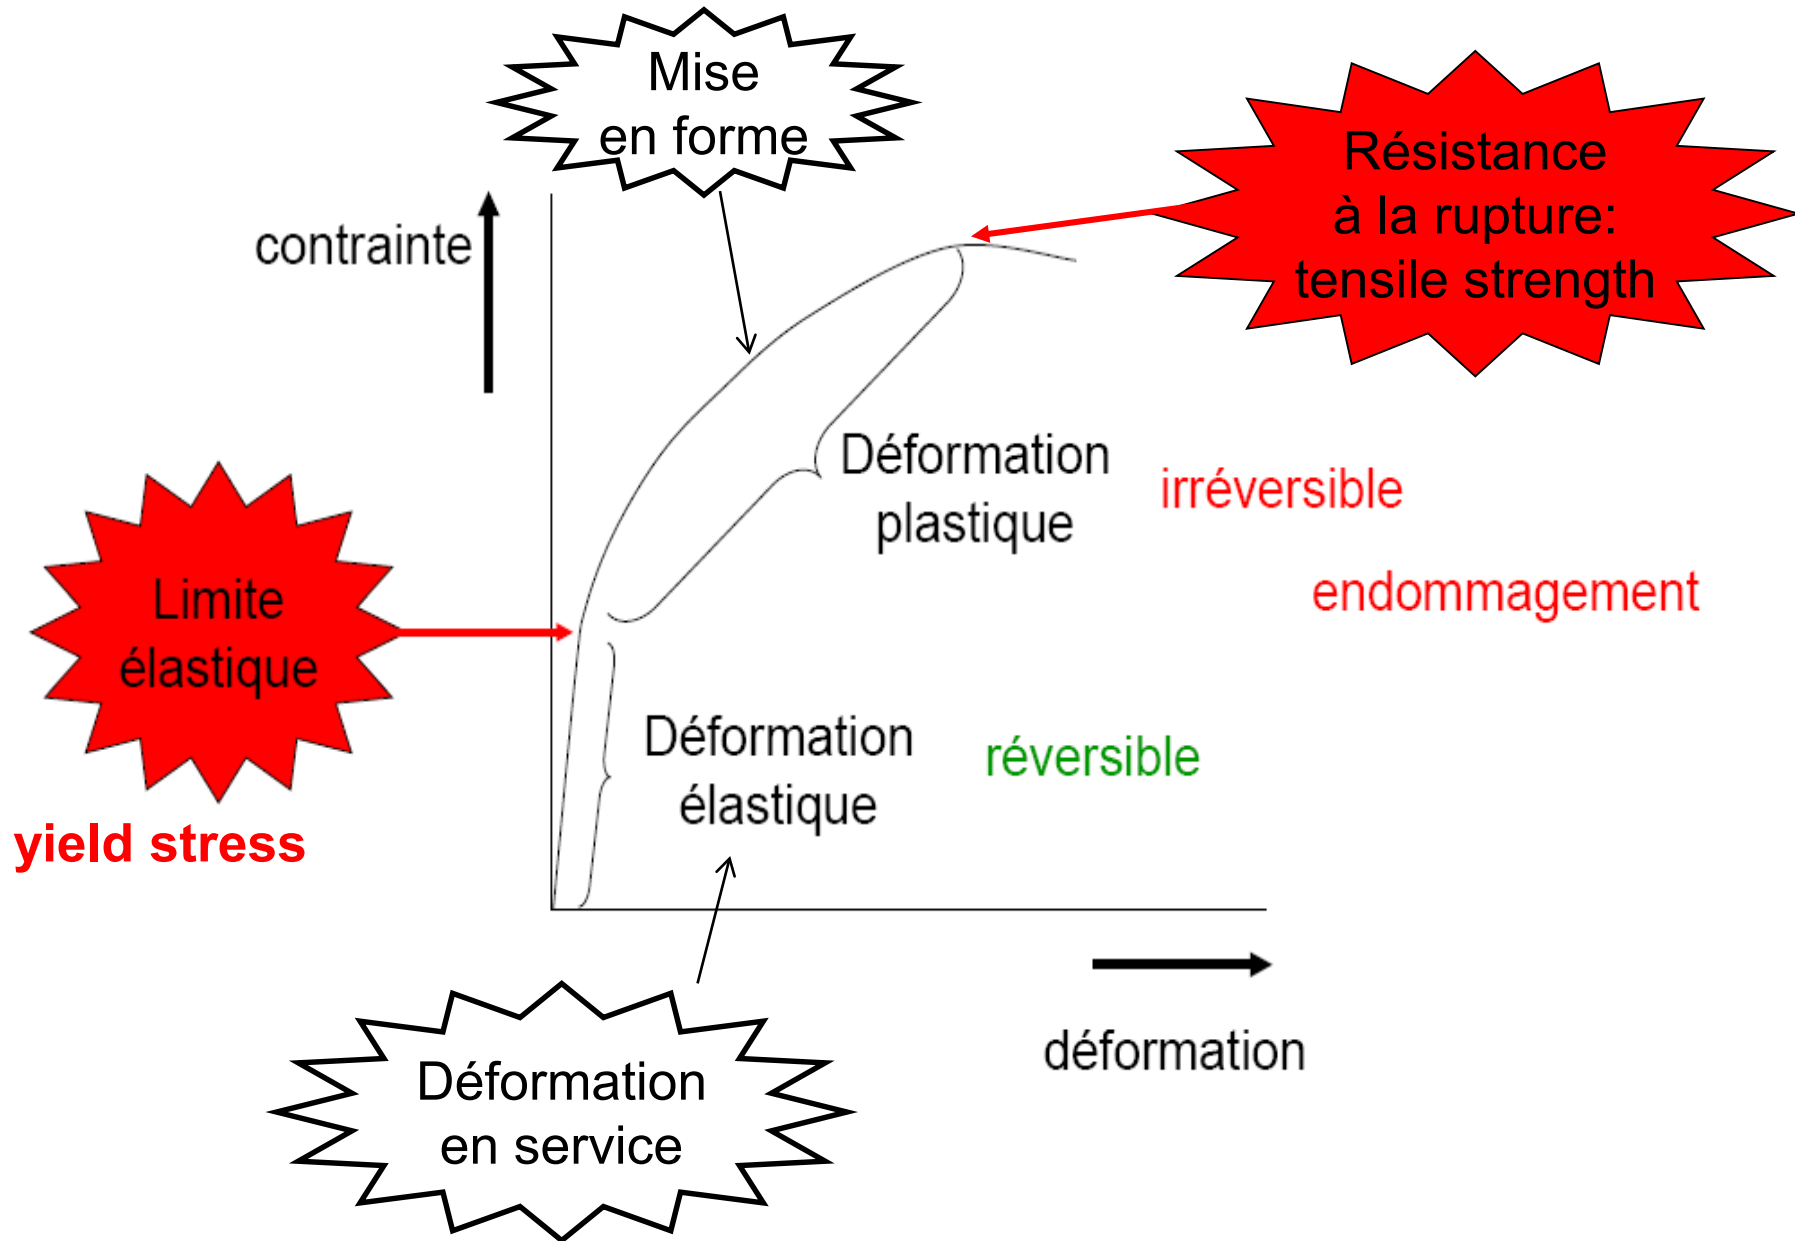 Mise
en forme
Résistance
à la rupture:
tensile strength
contrainte
Déformation
plastique
irréversible
endommagement
Limite
élastique
yield stress
Déformation
élastique
réversible
déformation
Déformation
en service